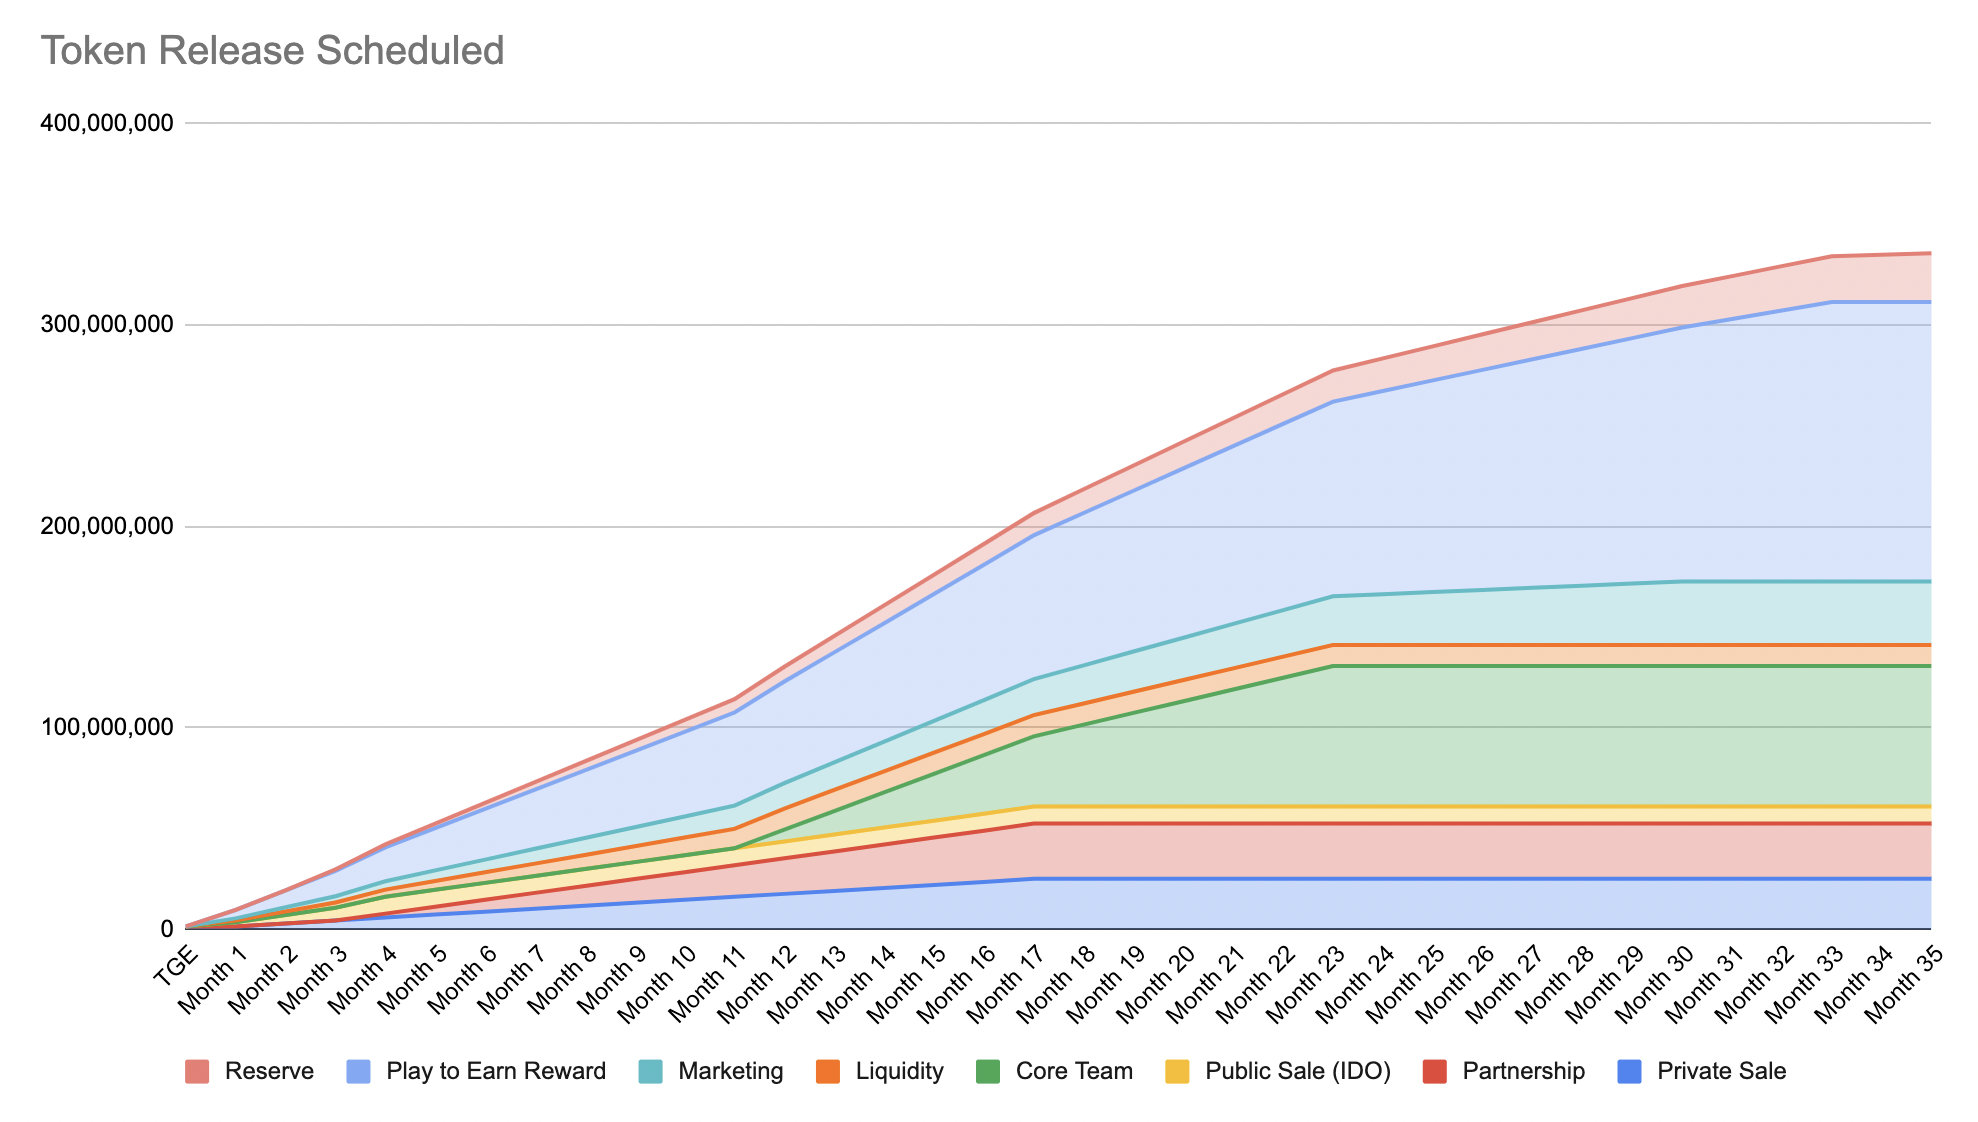 Token Release Scheduled
400,000,000
300,000,000
200,000,000
100,000,000
0
TGE
Month 1
Month 2
Month 3
Month 4
Month 5
Month 6
Month 7
Month 8
Month 9
Month 10
Month 11
Month 12
Month 13
Month 14
Month 15
Month 16
Month 17
Month 18
Month 19
Month 20
Month 21
Month 22
Month 23
Month 24
Month 25
Month 26
Month 27
Month 28
Month 29
Month 30
Month 31
Month 32
Month 33
Month 34
Month 35
Reserve
Play to Earn Reward
Marketing
Liquidity
Core Team
Public Sale (IDO)
Partnership
Private Sale